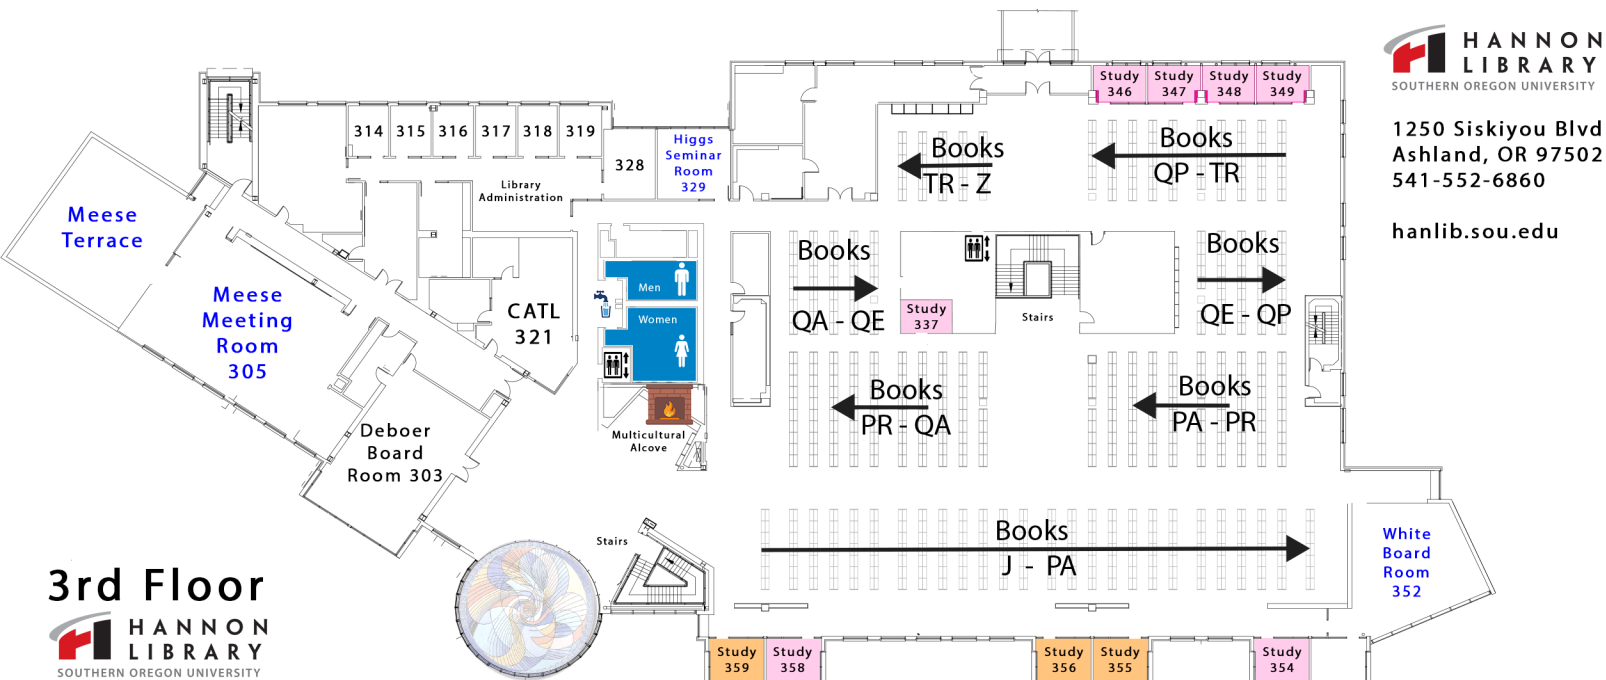 HANNON
LIBRARY
SOUTHERN OREGON UNIVERSITY
1250 Siskiyou Blvd
Ashland, OR 97502
541-552-6860
hanlib.sou.edu
Study
346
Study
347
Study
348
Study
349
314
315
316
317
318
319
328
Higgs
Seminar
Room
329
Library
Administration
Books
TR - Z
Books
QP - TR
Meese
Terrace
Meese
Meeting
Room
305
CATL
321
Men
Women
Books
QA - QE
Study
337
Stairs
Books
QE - QP
Books
PR - QA
Books
PA - PR
Deboer
Board
Room 303
Multicultural
Alcove
Stairs
Books
J - PA
White
Board
Room
352
3rd Floor
HANNON
LIBRARY
SOUTHERN OREGON UNIVERSITY
Study
359
Study
358
Study
356
Study
355
Study
354